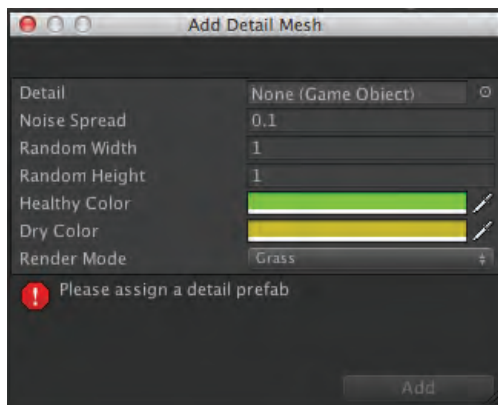 Add Detail Mesh
Detail None (Game Object)
Noise Spread 0.1
Random Width 1
Random Height 1
Healthy Color
Dry Color
Render Mode Grass
Please assign a detail prefab
Add